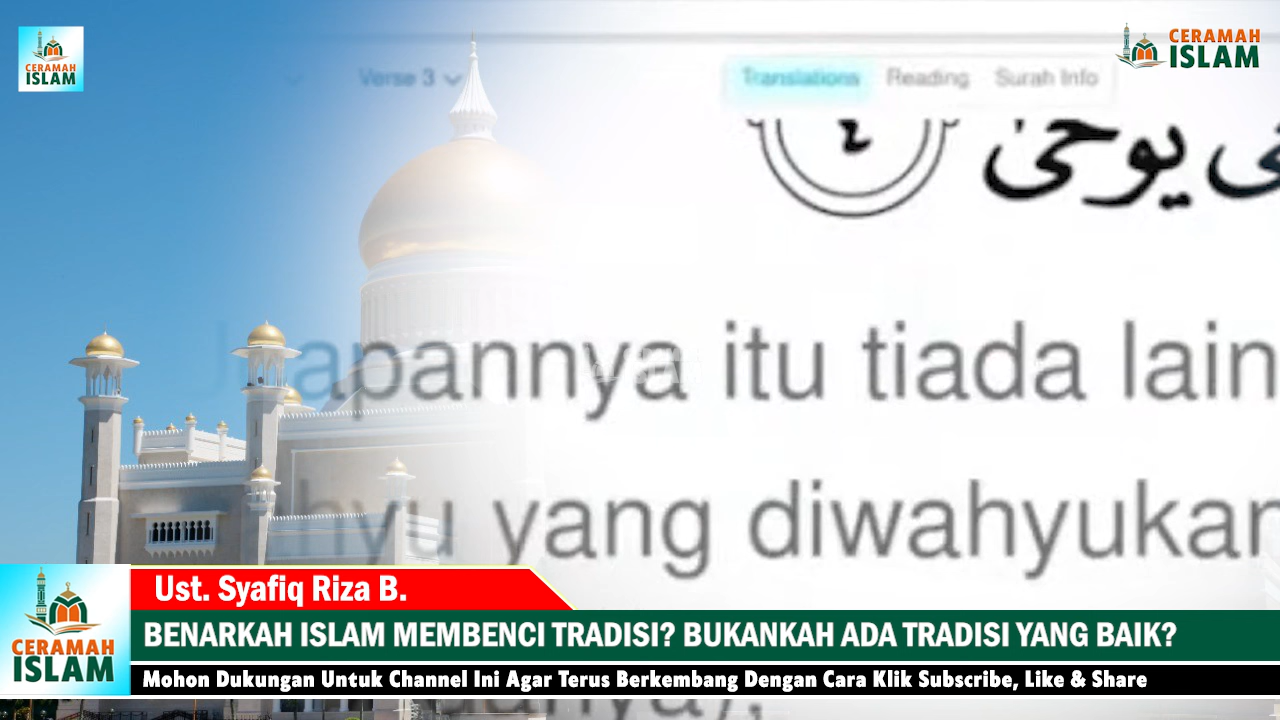 CERAMAH
ISLAM
CERAMAH
ISLAM
Verse 3
Translations Reading Surah Info
يوحى
itu tiada lain
yang diwahyukan
Ust. Syafiq Riza B.
BENARKAH ISLAM MEMBENCI TRADISI? BUKANKAH ADA TRADISI YANG BAIK?
CERAMAH
ISLAM
Mohon Dukungan Untuk Channel Ini Agar Terus Berkembang Dengan Cara Klik Subscribe, Like & Share